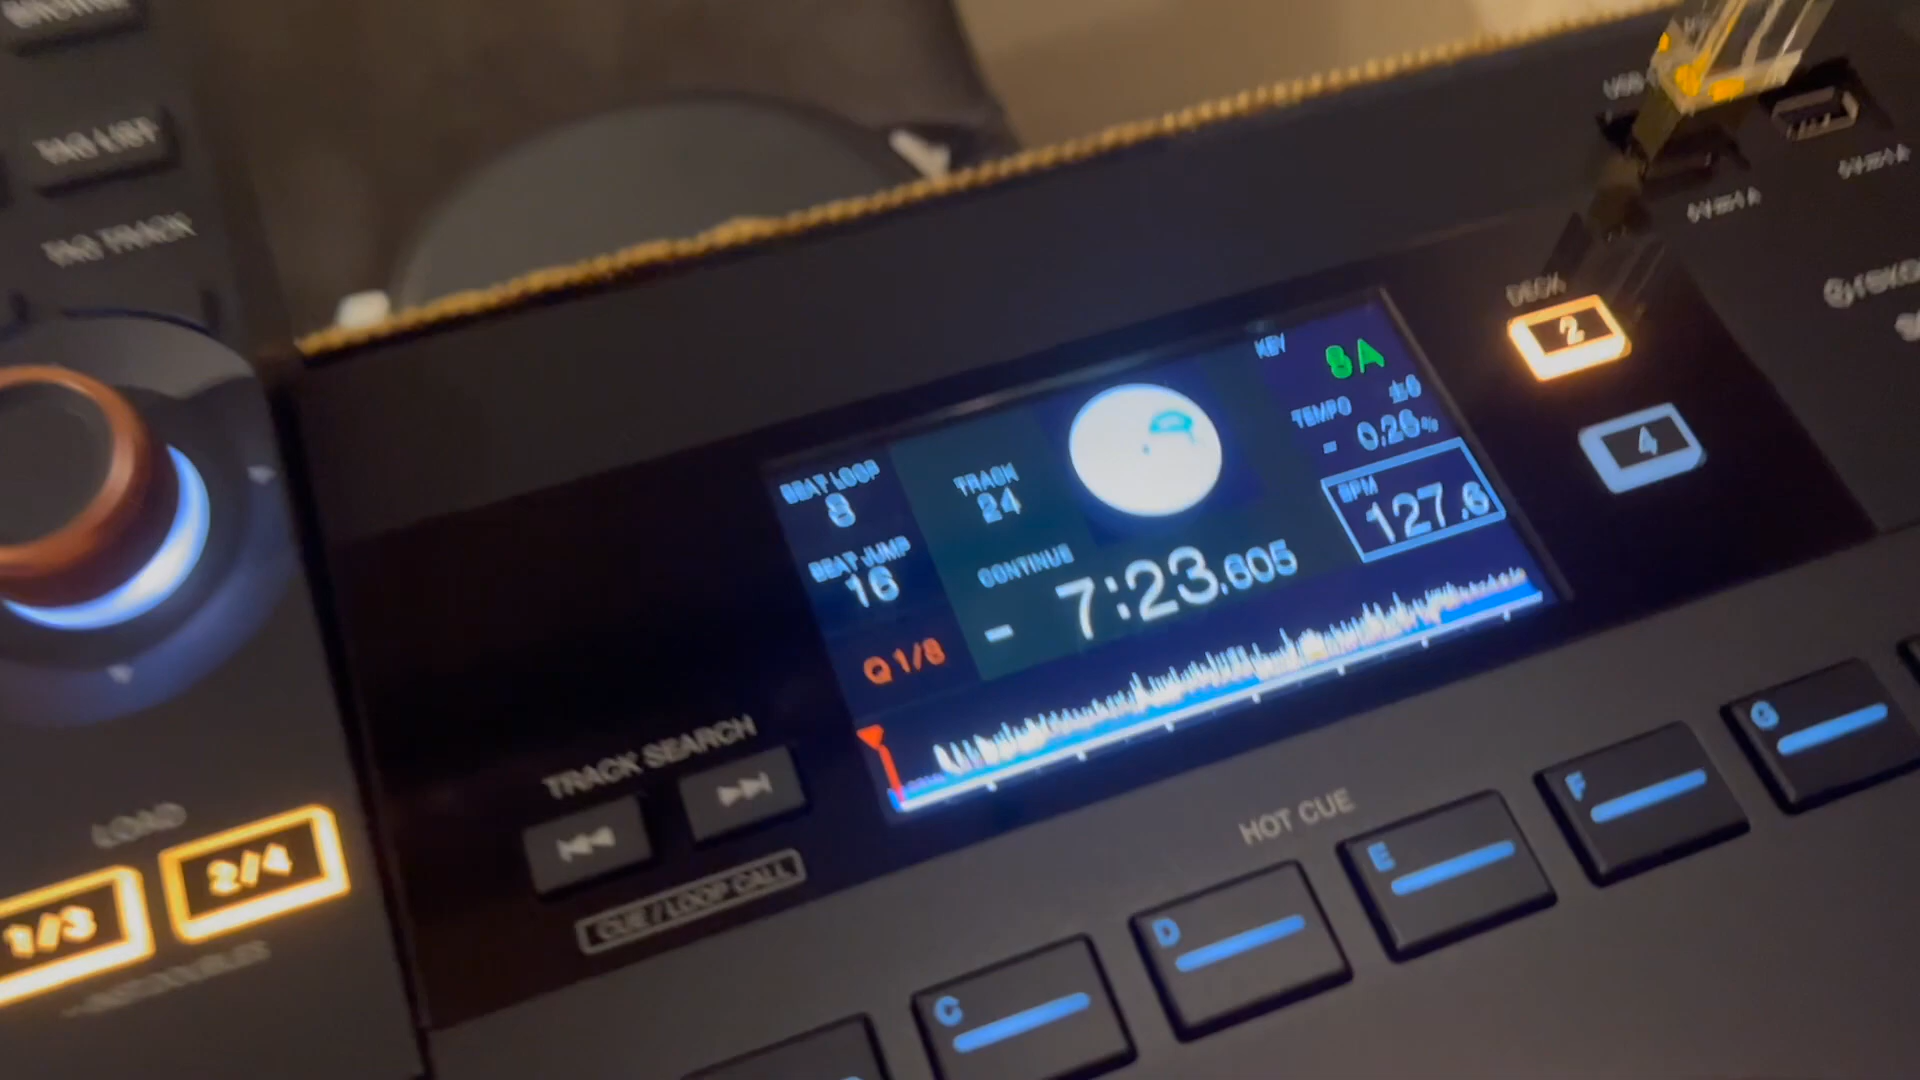 TAG LIST
TAG TRACK
LOAD
1/3
2/4
TRACK SEARCH
CUE / LOOP CALL
BEAT LOOP
8
BEAT JUMP
16
Q 1/8
TRACK
24
CONTINUE
- 7:23.605
KEY
8A
TEMPO ±6
- 0.26%
BPM
127.6
DECK
2
4
HOT CUE
C
D
E
F
G